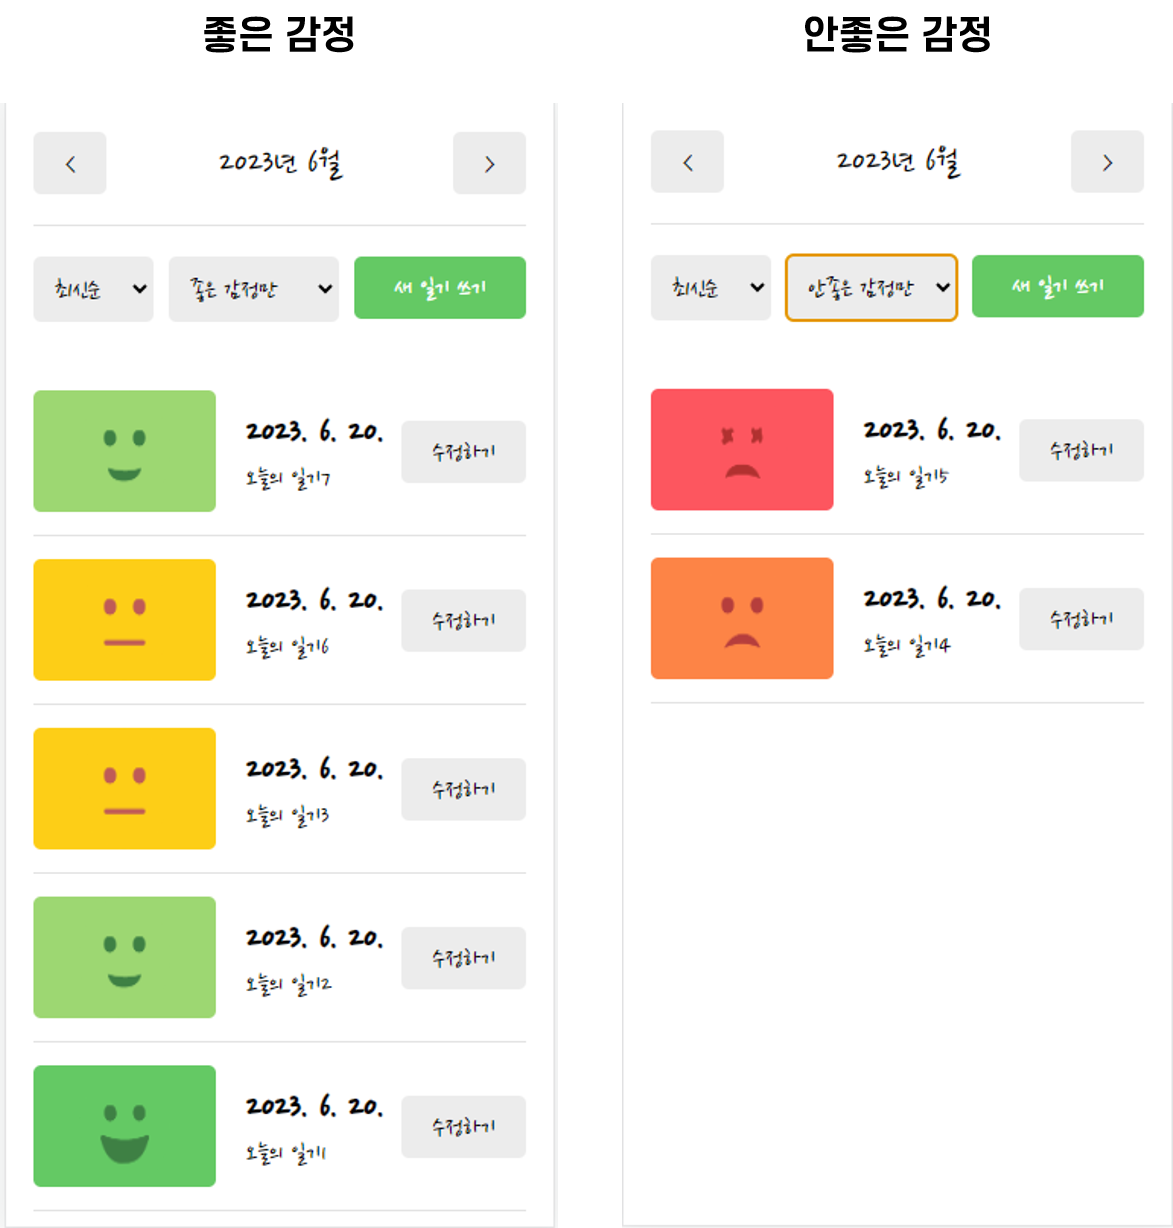 좋은 감정
2023년 6월
최신순 좋은 감정만 새 일기 쓰기
2023. 6. 20.
오늘의 일기7
수정하기
2023. 6. 20.
오늘의 일기6
수정하기
2023. 6. 20.
오늘의 일기3
수정하기
2023. 6. 20.
오늘의 일기2
수정하기
2023. 6. 20.
오늘의 일기1
수정하기
안좋은 감정
2023년 6월
최신순 안좋은 감정만 새 일기 쓰기
2023. 6. 20.
오늘의 일기5
수정하기
2023. 6. 20.
오늘의 일기4
수정하기